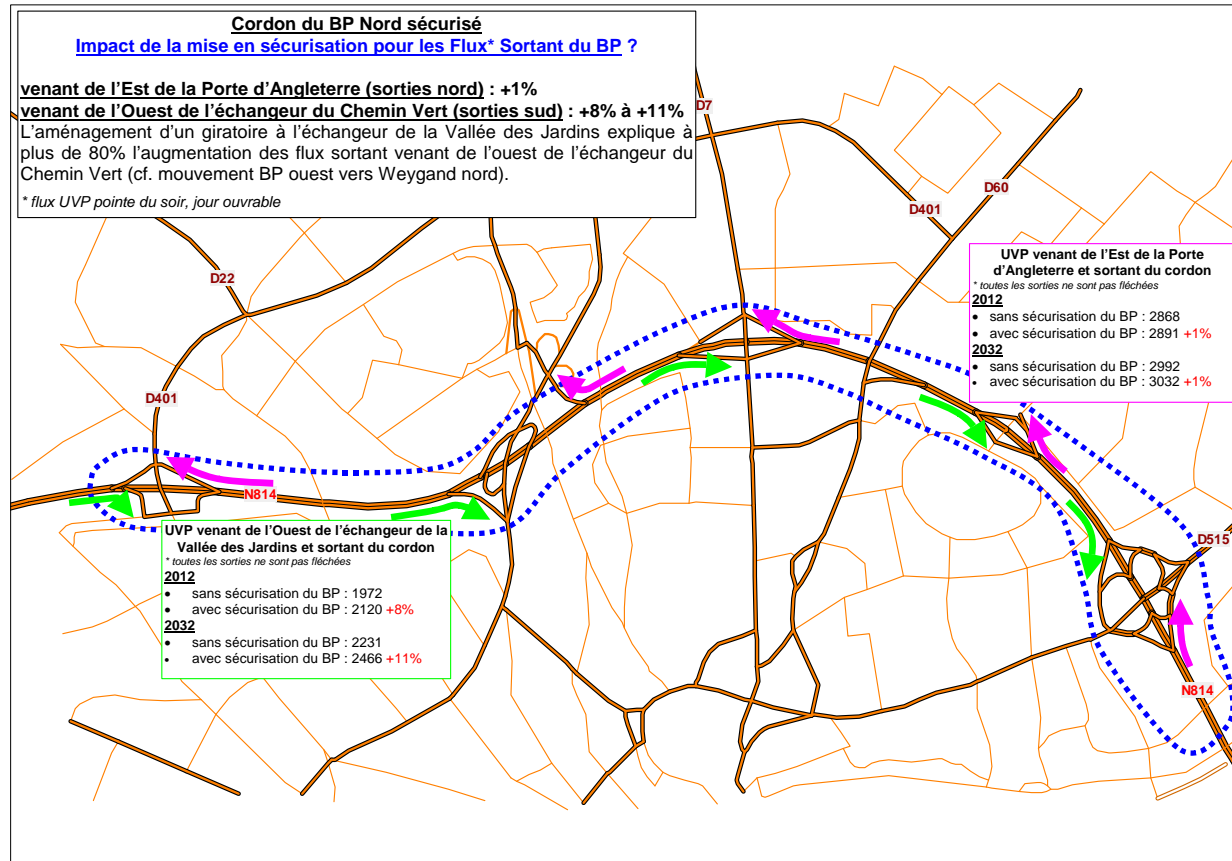 Cordon du BP Nord sécurisé
Impact de la mise en sécurisation pour les Flux* Sortant du BP ?
venant de l'Est de la Porte d'Angleterre (sorties nord) : +1%
venant de l'Ouest de l'échangeur du Chemin Vert (sorties sud) : +8% à +11%
L'aménagement d'un giratoire à l'échangeur de la Vallée des Jardins explique à
plus de 80% l'augmentation des flux sortant venant de l'ouest de l'échangeur du
Chemin Vert (cf. mouvement BP ouest vers Weygand nord).
* flux UVP pointe du soir, jour ouvrable
D7
D60
D401
D22
UVP venant de l'Est de la Porte
d'Angleterre et sortant du cordon
* toutes les sorties ne sont pas fléchées
2012
• sans sécurisation du BP : 2868
• avec sécurisation du BP : 2891 +1%
2032
• sans sécurisation du BP : 2992
• avec sécurisation du BP : 3032 +1%
D401
N814
UVP venant de l'Ouest de l'échangeur de la
Vallée des Jardins et sortant du cordon
* toutes les sorties ne sont pas fléchées
2012
• sans sécurisation du BP : 1972
• avec sécurisation du BP : 2120 +8%
2032
• sans sécurisation du BP : 2231
• avec sécurisation du BP : 2466 +11%
D515
N814